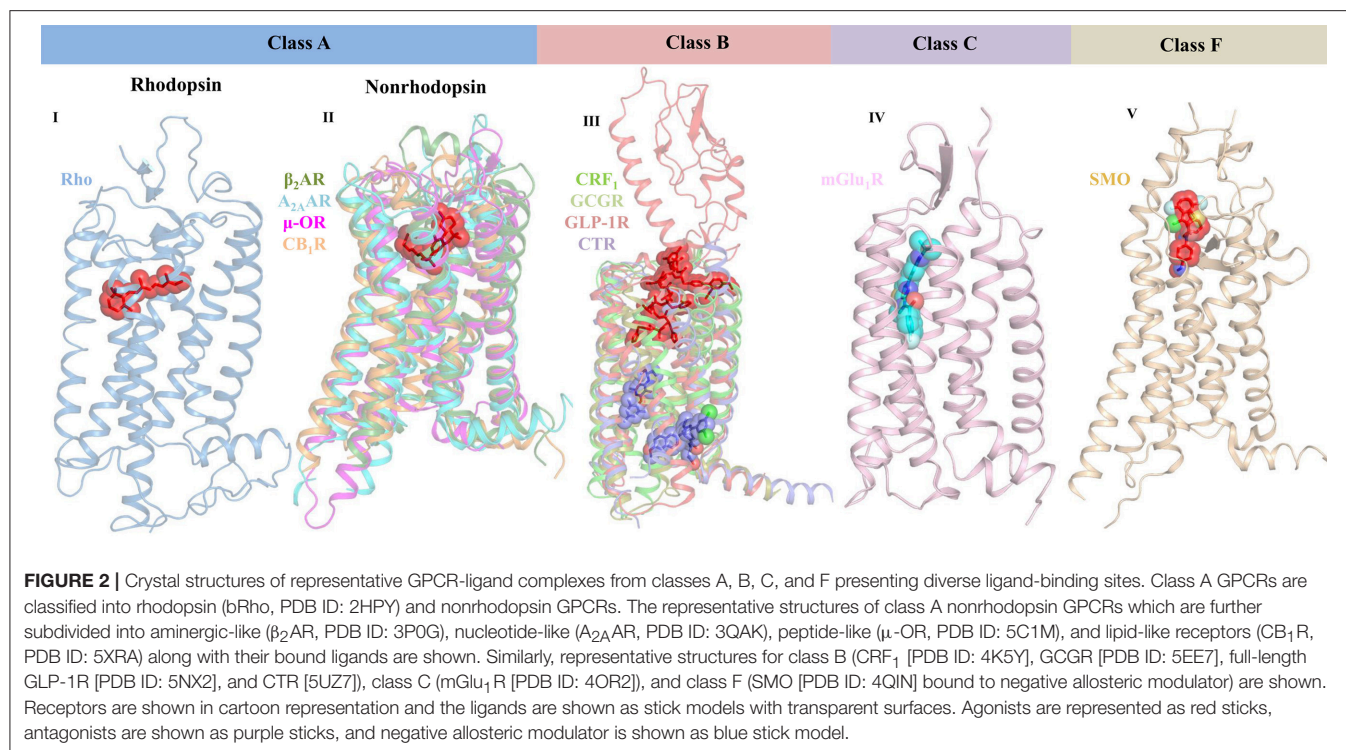 Class A
Class B
Class C
Class F
Rhodopsin
Nonrhodopsin
I
II
III
IV
V
Rho
β₂AR
A₂ₐAR
μ-OR
CB₁R
CRF₁
GCGR
GLP-1R
CTR
mGlu₁R
SMO
FIGURE 2 | Crystal structures of representative GPCR-ligand complexes from classes A, B, C, and F presenting diverse ligand-binding sites. Class A GPCRs are
classified into rhodopsin (bRho, PDB ID: 2HPY) and nonrhodopsin GPCRs. The representative structures of class A nonrhodopsin GPCRs which are further
subdivided into aminergic-like (β₂AR, PDB ID: 3P0G), nucleotide-like (A₂ₐAR, PDB ID: 3QAK), peptide-like (μ-OR, PDB ID: 5C1M), and lipid-like receptors (CB₁R,
PDB ID: 5XRA) along with their bound ligands are shown. Similarly, representative structures for class B (CRF₁ [PDB ID: 4K5Y], GCGR [PDB ID: 5EE7], full-length
GLP-1R [PDB ID: 5NX2], and CTR [5UZ7]), class C (mGlu₁R [PDB ID: 4OR2]), and class F (SMO [PDB ID: 4QIN] bound to negative allosteric modulator) are shown.
Receptors are shown in cartoon representation and the ligands are shown as stick models with transparent surfaces. Agonists are represented as red sticks,
antagonists are shown as purple sticks, and negative allosteric modulator is shown as blue stick model.